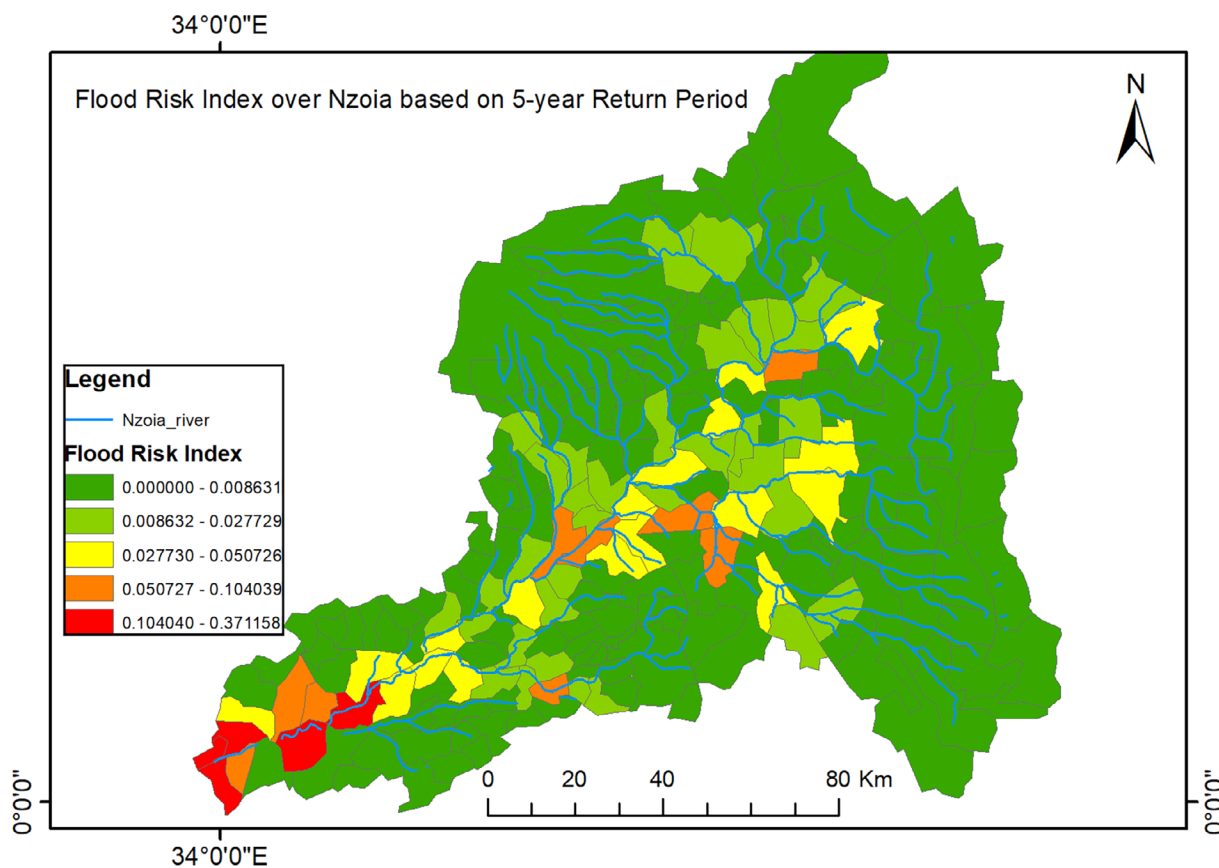 34°0'0"E
Flood Risk Index over Nzoia based on 5-year Return Period
N
Legend
Nzoia_river
Flood Risk Index
0.000000 - 0.008631
0.008632 - 0.027729
0.027730 - 0.050726
0.050727 - 0.104039
0.104040 - 0.371158
0 20 40 80 Km
0°0'0"
0°0'0"
34°0'0"E